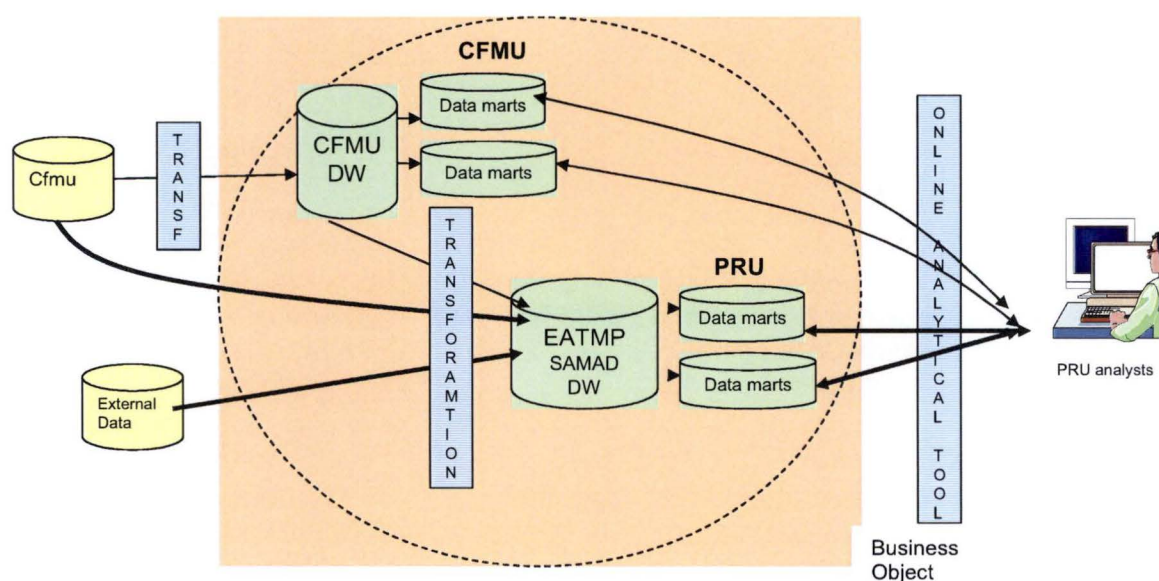 CFMU
Data marts
Data marts
CFMU
DW
TRANSF
Cfmu
ONLINE ANALYTICAL TOOL
TRANSFORAMTION
PRU
Data marts
Data marts
EATMP
SAMAD
DW
External
Data
PRU analysts
Business
Object